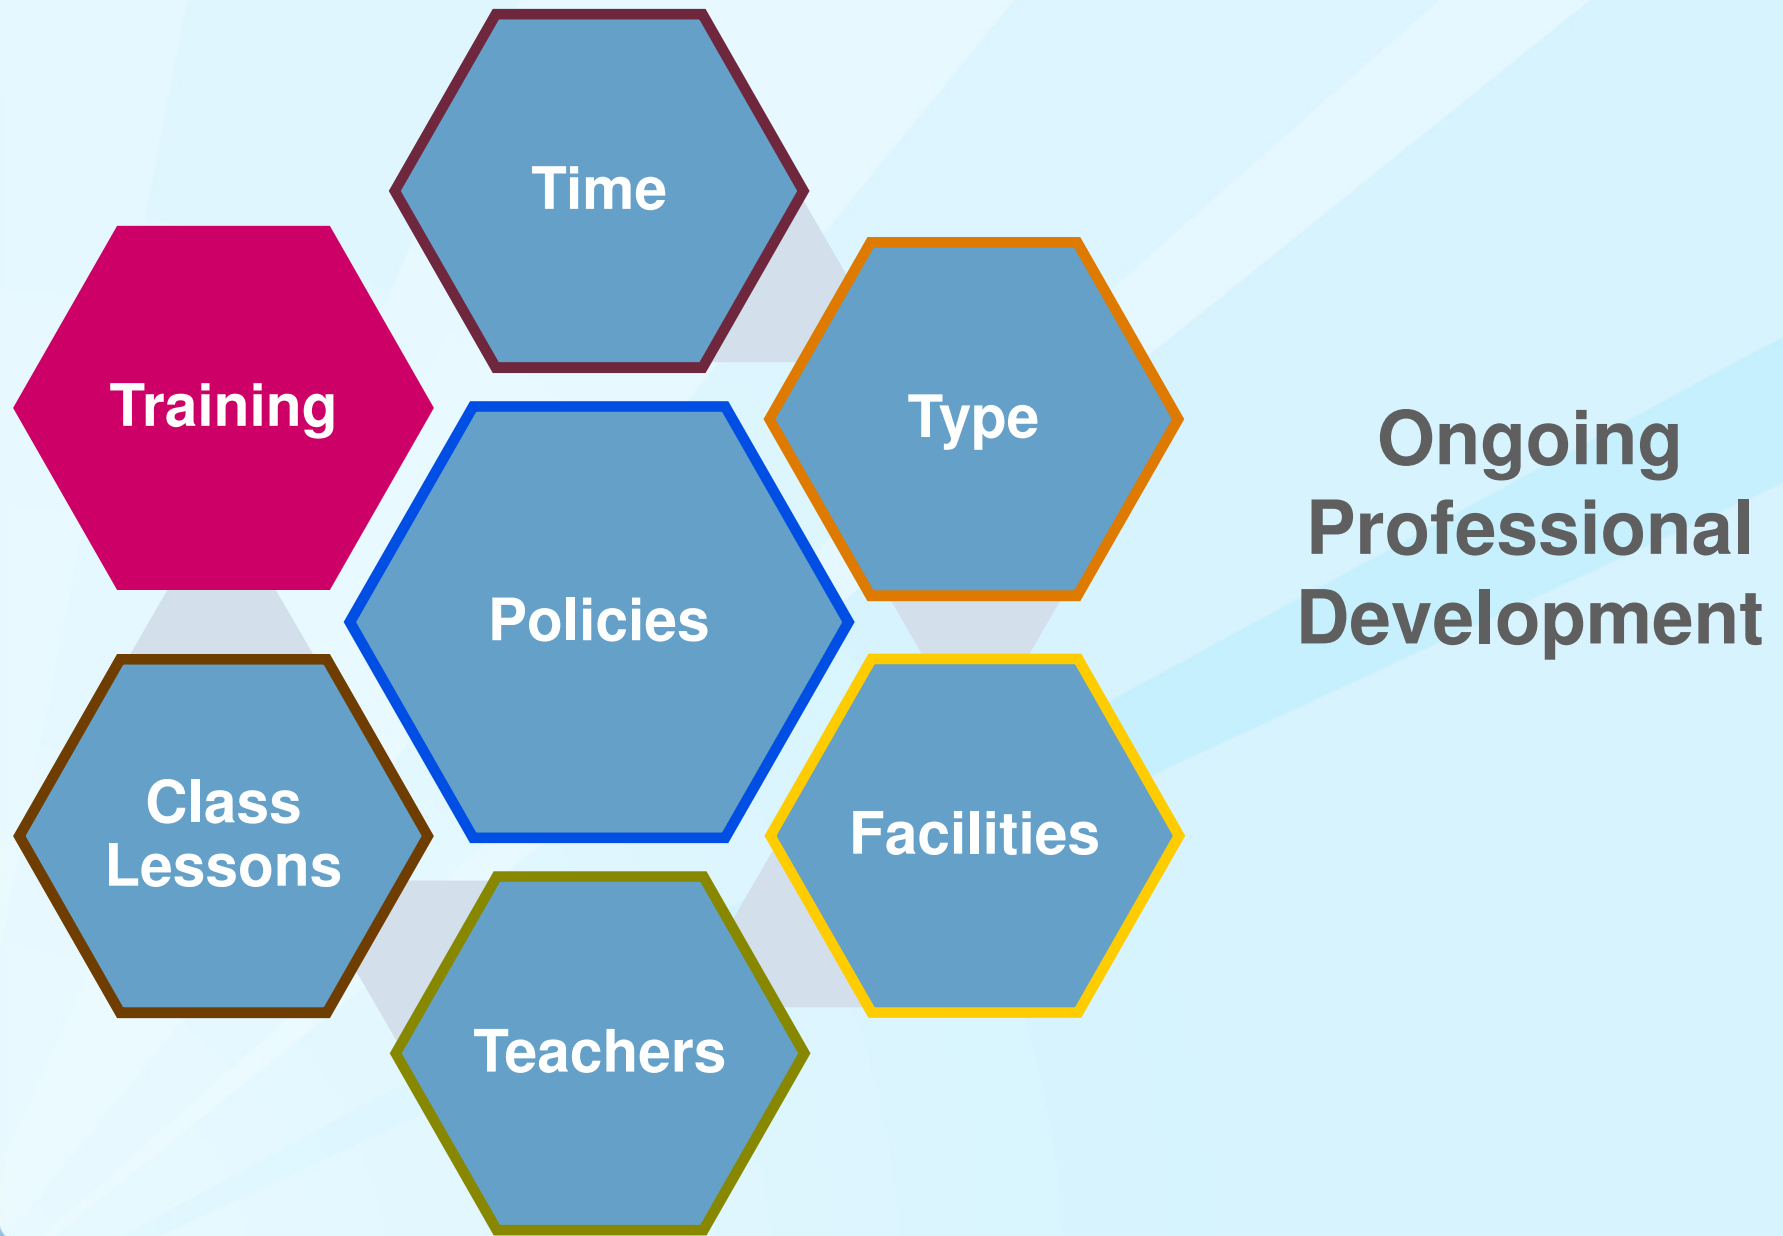 Time
Training
Type
Policies
Class
Lessons
Facilities
Teachers
Ongoing
Professional
Development